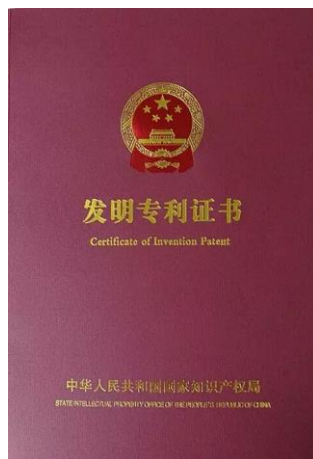 发明专利证书
Certificate of Invention Patent
中华人民共和国国家知识产权局
STATE INTELLECTUAL PROPERTY OFFICE OF THE PEOPLE'S REPUBLIC OF CHINA